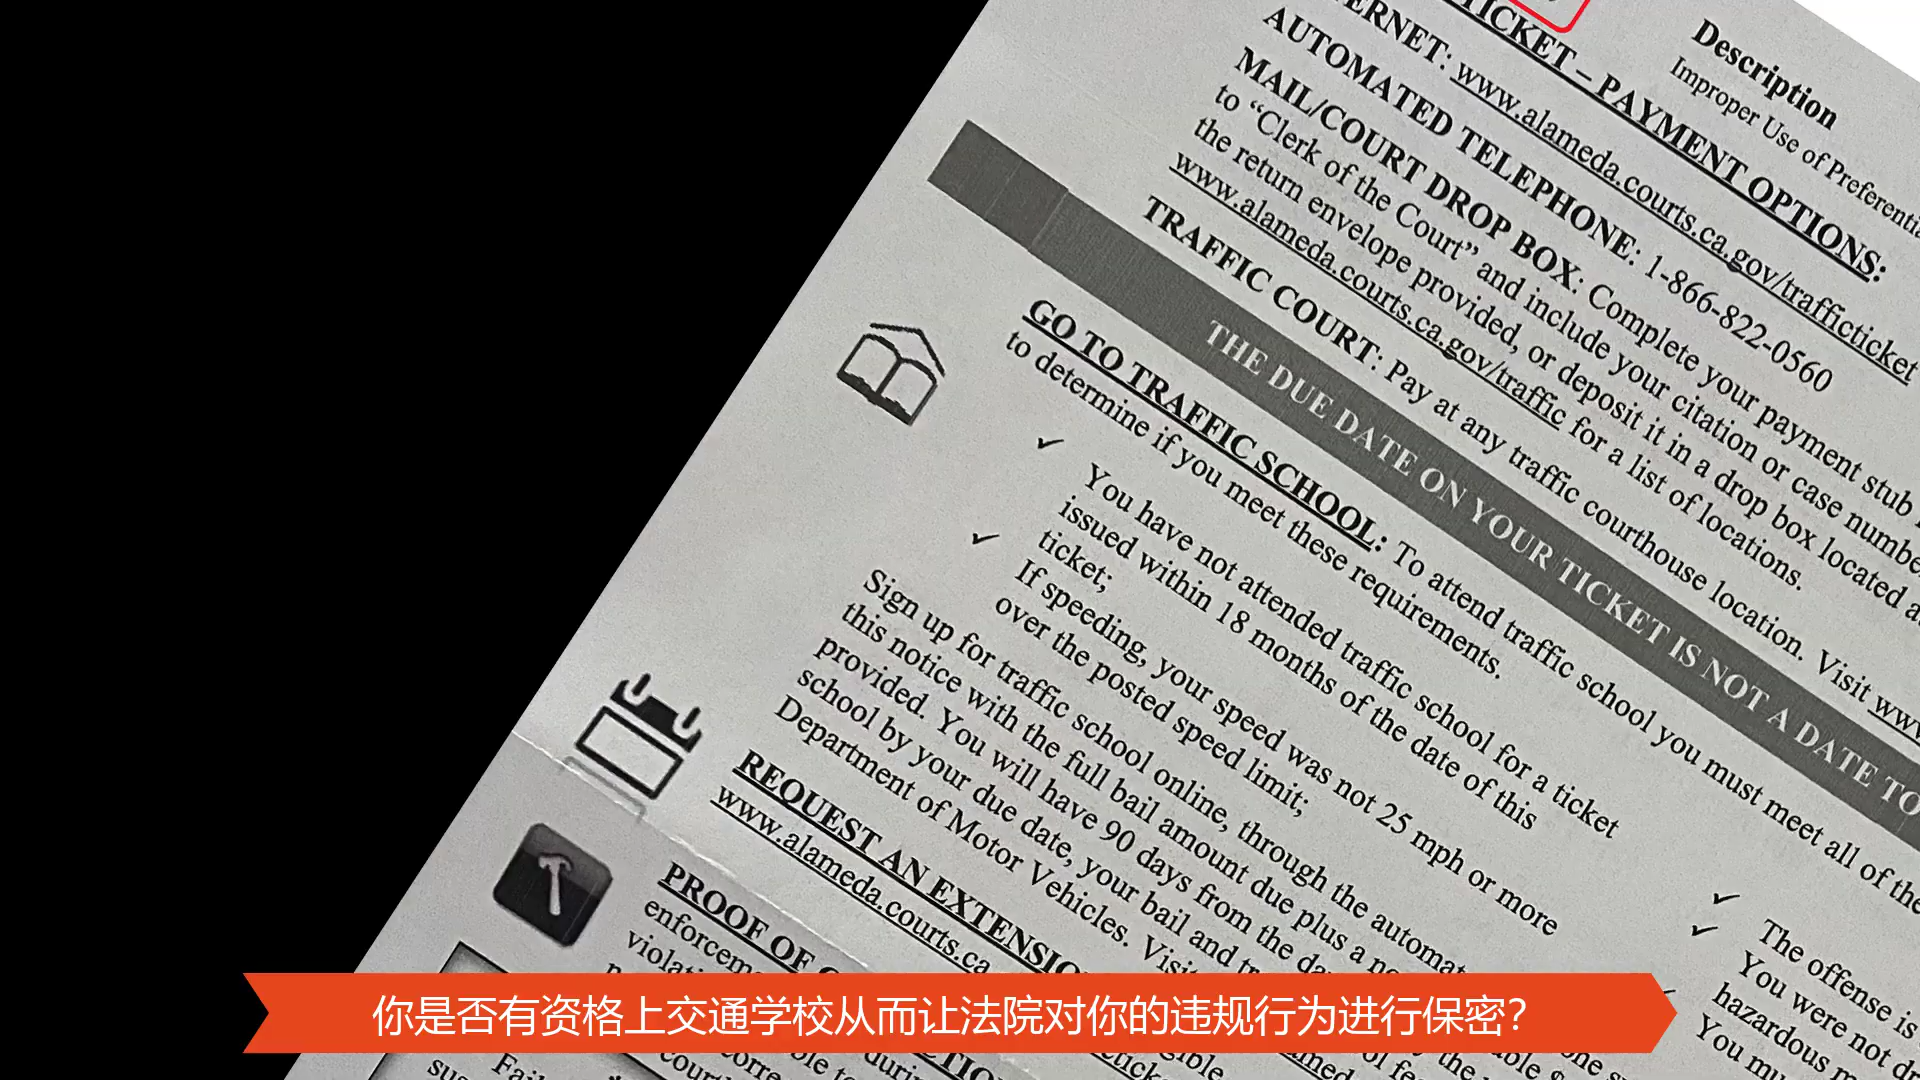 Description
Improper Use of
TICKET – PAYMENT OPTIONS:
www.alameda.courts.ca.gov/trafficticket
AUTOMATED TELEPHONE: 1-866-822-0560
MAIL/COURT DROP BOX: Complete your payment stub
to “Clerk of the Court” and include your citation or case
the return envelope provided, or deposit it in a drop box located
www.alameda.courts.ca.gov/traffic for a list of locations.
TRAFFIC COURT: Pay at any traffic courthouse location. Visit
THE DUE DATE ON YOUR TICKET IS NOT A DATE TO
GO TO TRAFFIC SCHOOL: To attend traffic school you must meet all of
to determine if you meet these requirements.
✓ You have not attended traffic school for a ticket
issued within 18 months of the date of this
ticket;
✓ If speeding, your speed was not 25 mph or more
over the posted speed limit;
✓ The offense is
✓ You were not
hazardous
You
Sign up for traffic school online, through the
this notice with the full bail amount due plus a
provided. You will have 90 days from the
school by your due date, your bail and
Department of Motor Vehicles.
REQUEST AN
www.alameda.courts.ca
PROOF OF
你是否有资格上交通学校从而让法院对你的违规行为进行保密?